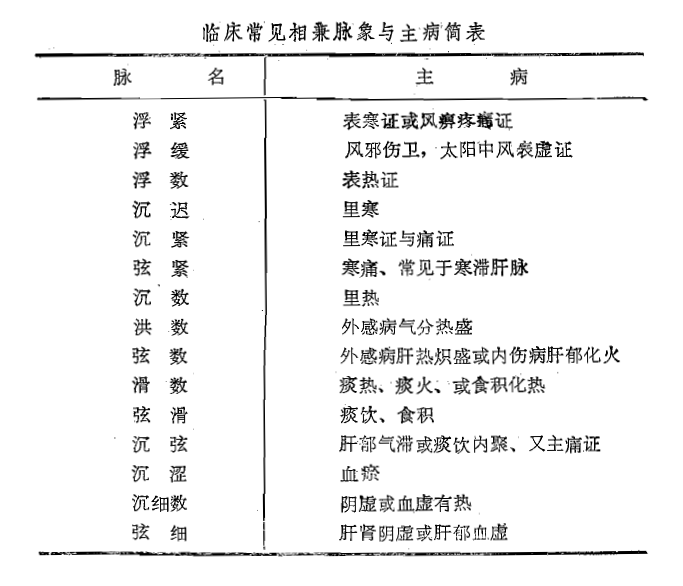 临床常见相兼脉象与主病简表
脉名 主病
浮紧 表寒证或风痹疼痛证
浮缓 风邪伤卫，太阳中风表虚证
浮数 表热证
沉迟 里寒
沉紧 里寒证与痛证
弦紧 寒痛、常见于寒滞肝脉
沉数 里热
洪数 外感病气分热盛
弦数 外感病肝热炽盛或内伤病肝郁化火
滑数 痰热、痰火、或食积化热
弦滑 痰饮、食积
沉弦 肝郁气滞或痰饮内聚、又主痛证
沉涩 血瘀
沉细数 阴虚或血虚有热
弦细 肝肾阴虚或肝郁血虚